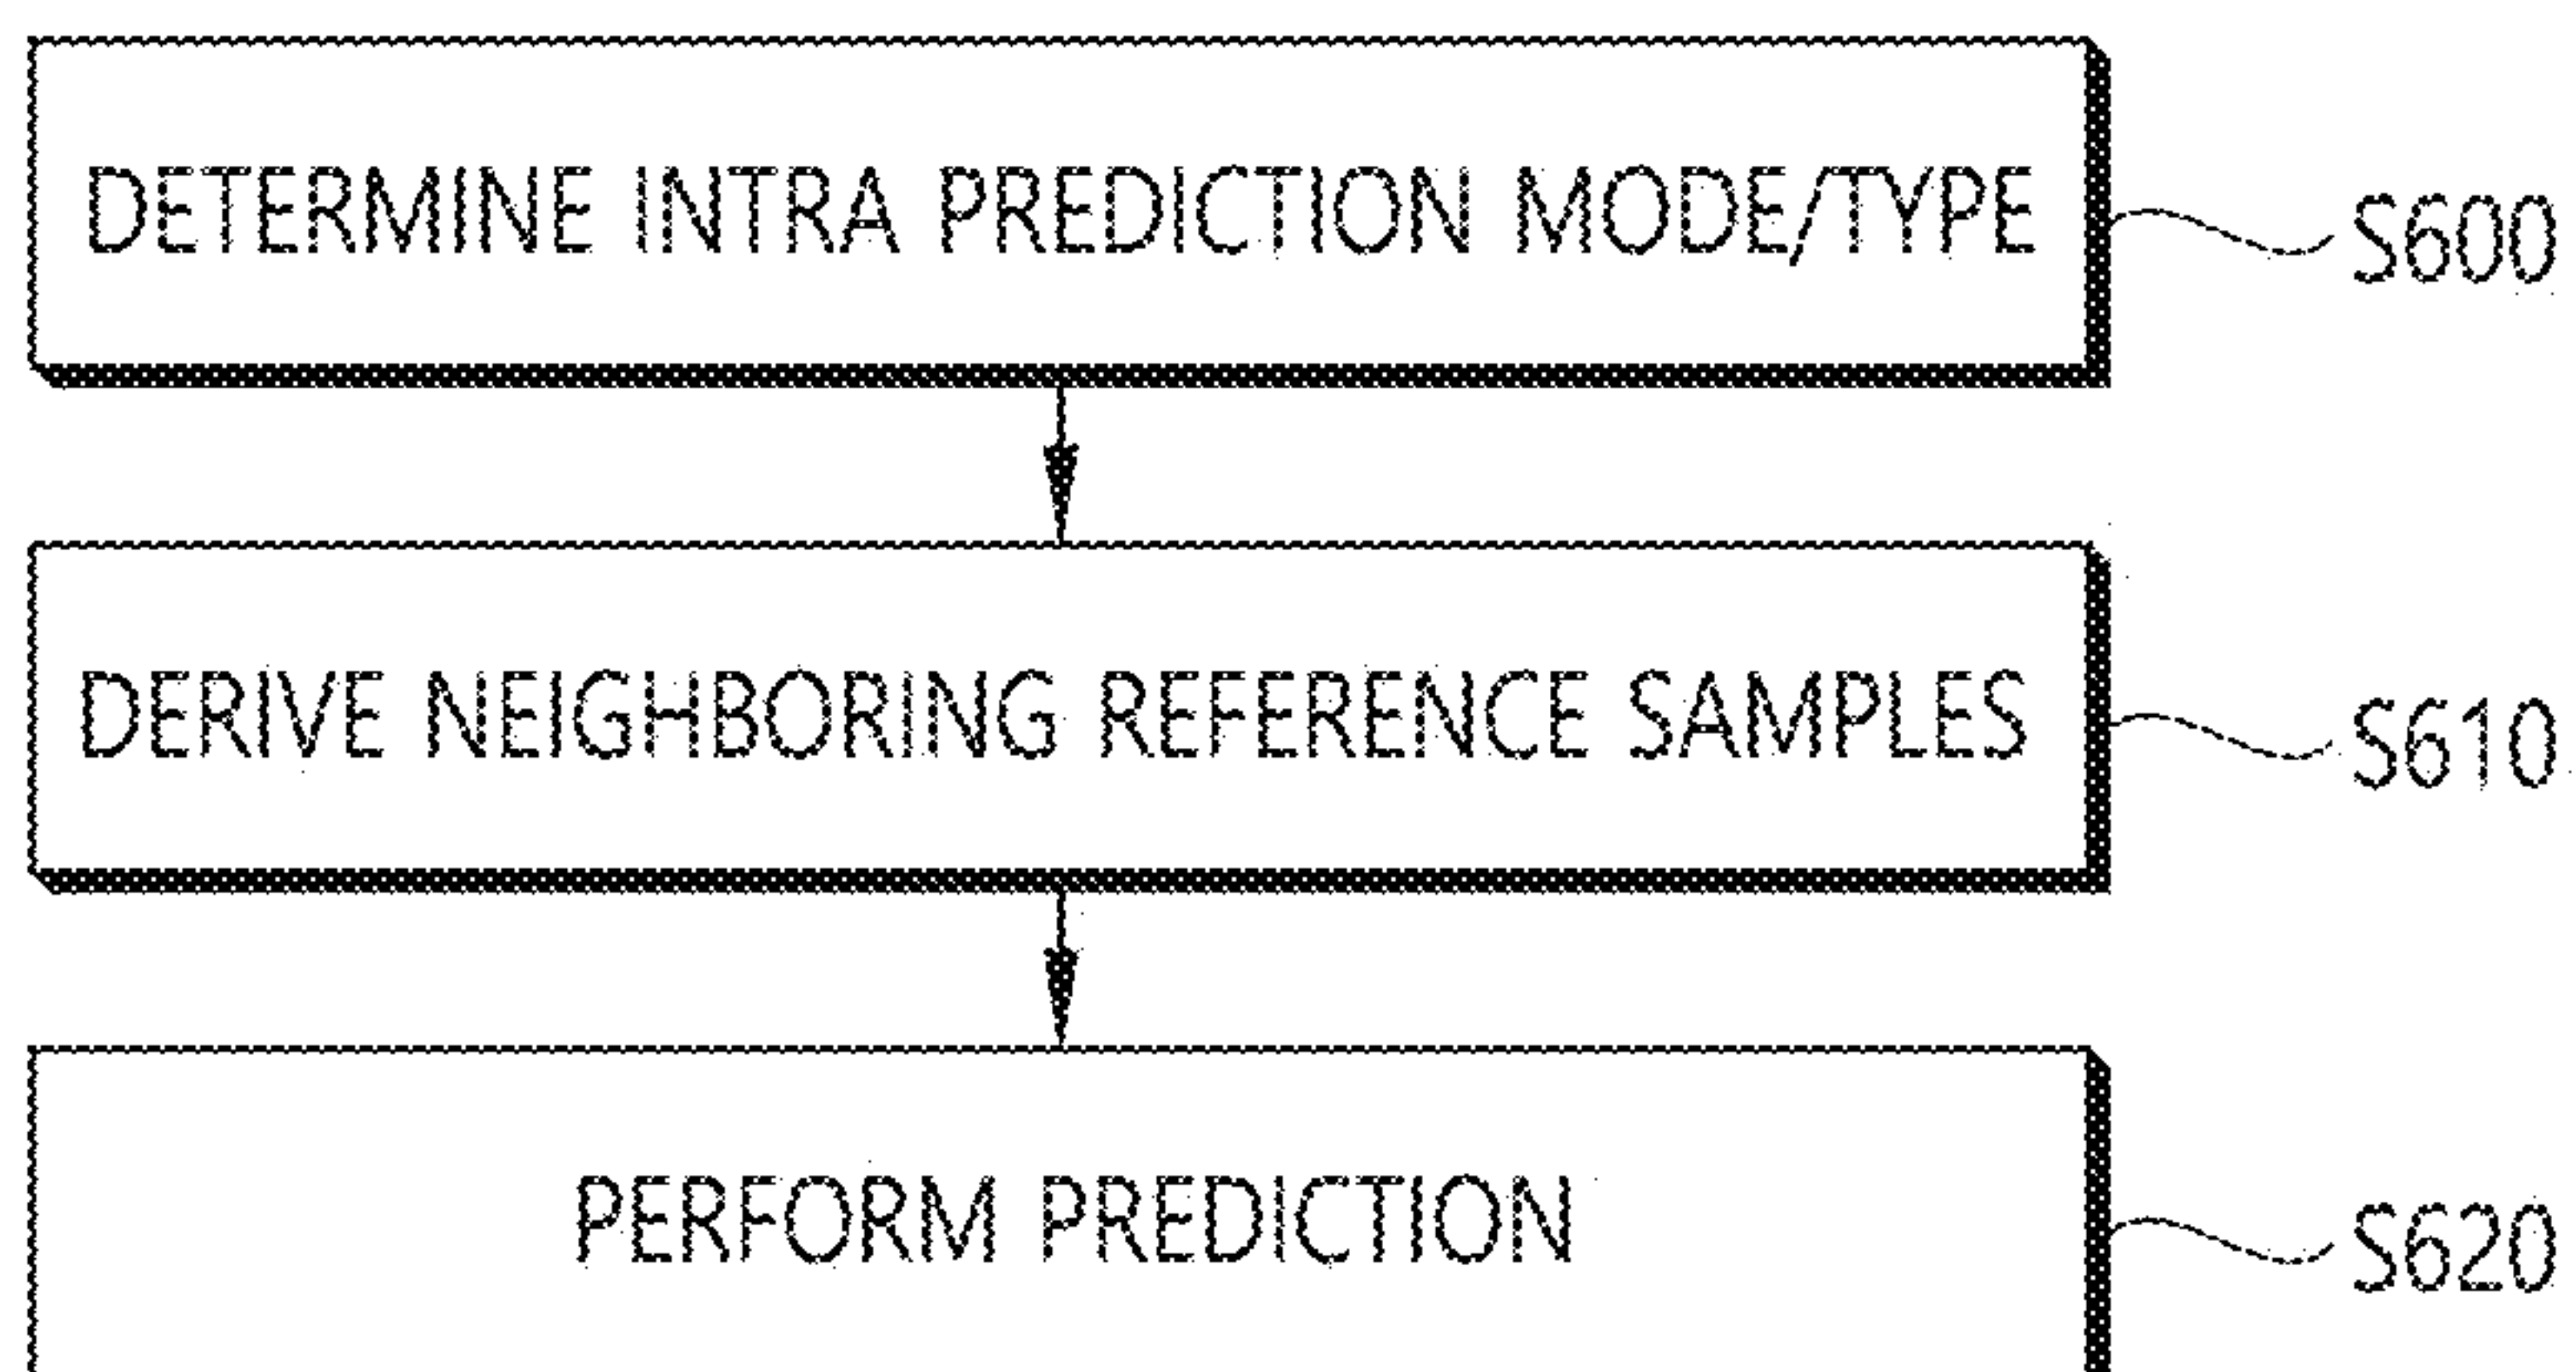 DETERMINE INTRA PREDICTION MODE/TYPE
S600
DERIVE NEIGHBORING REFERENCE SAMPLES
S610
PERFORM PREDICTION
S620